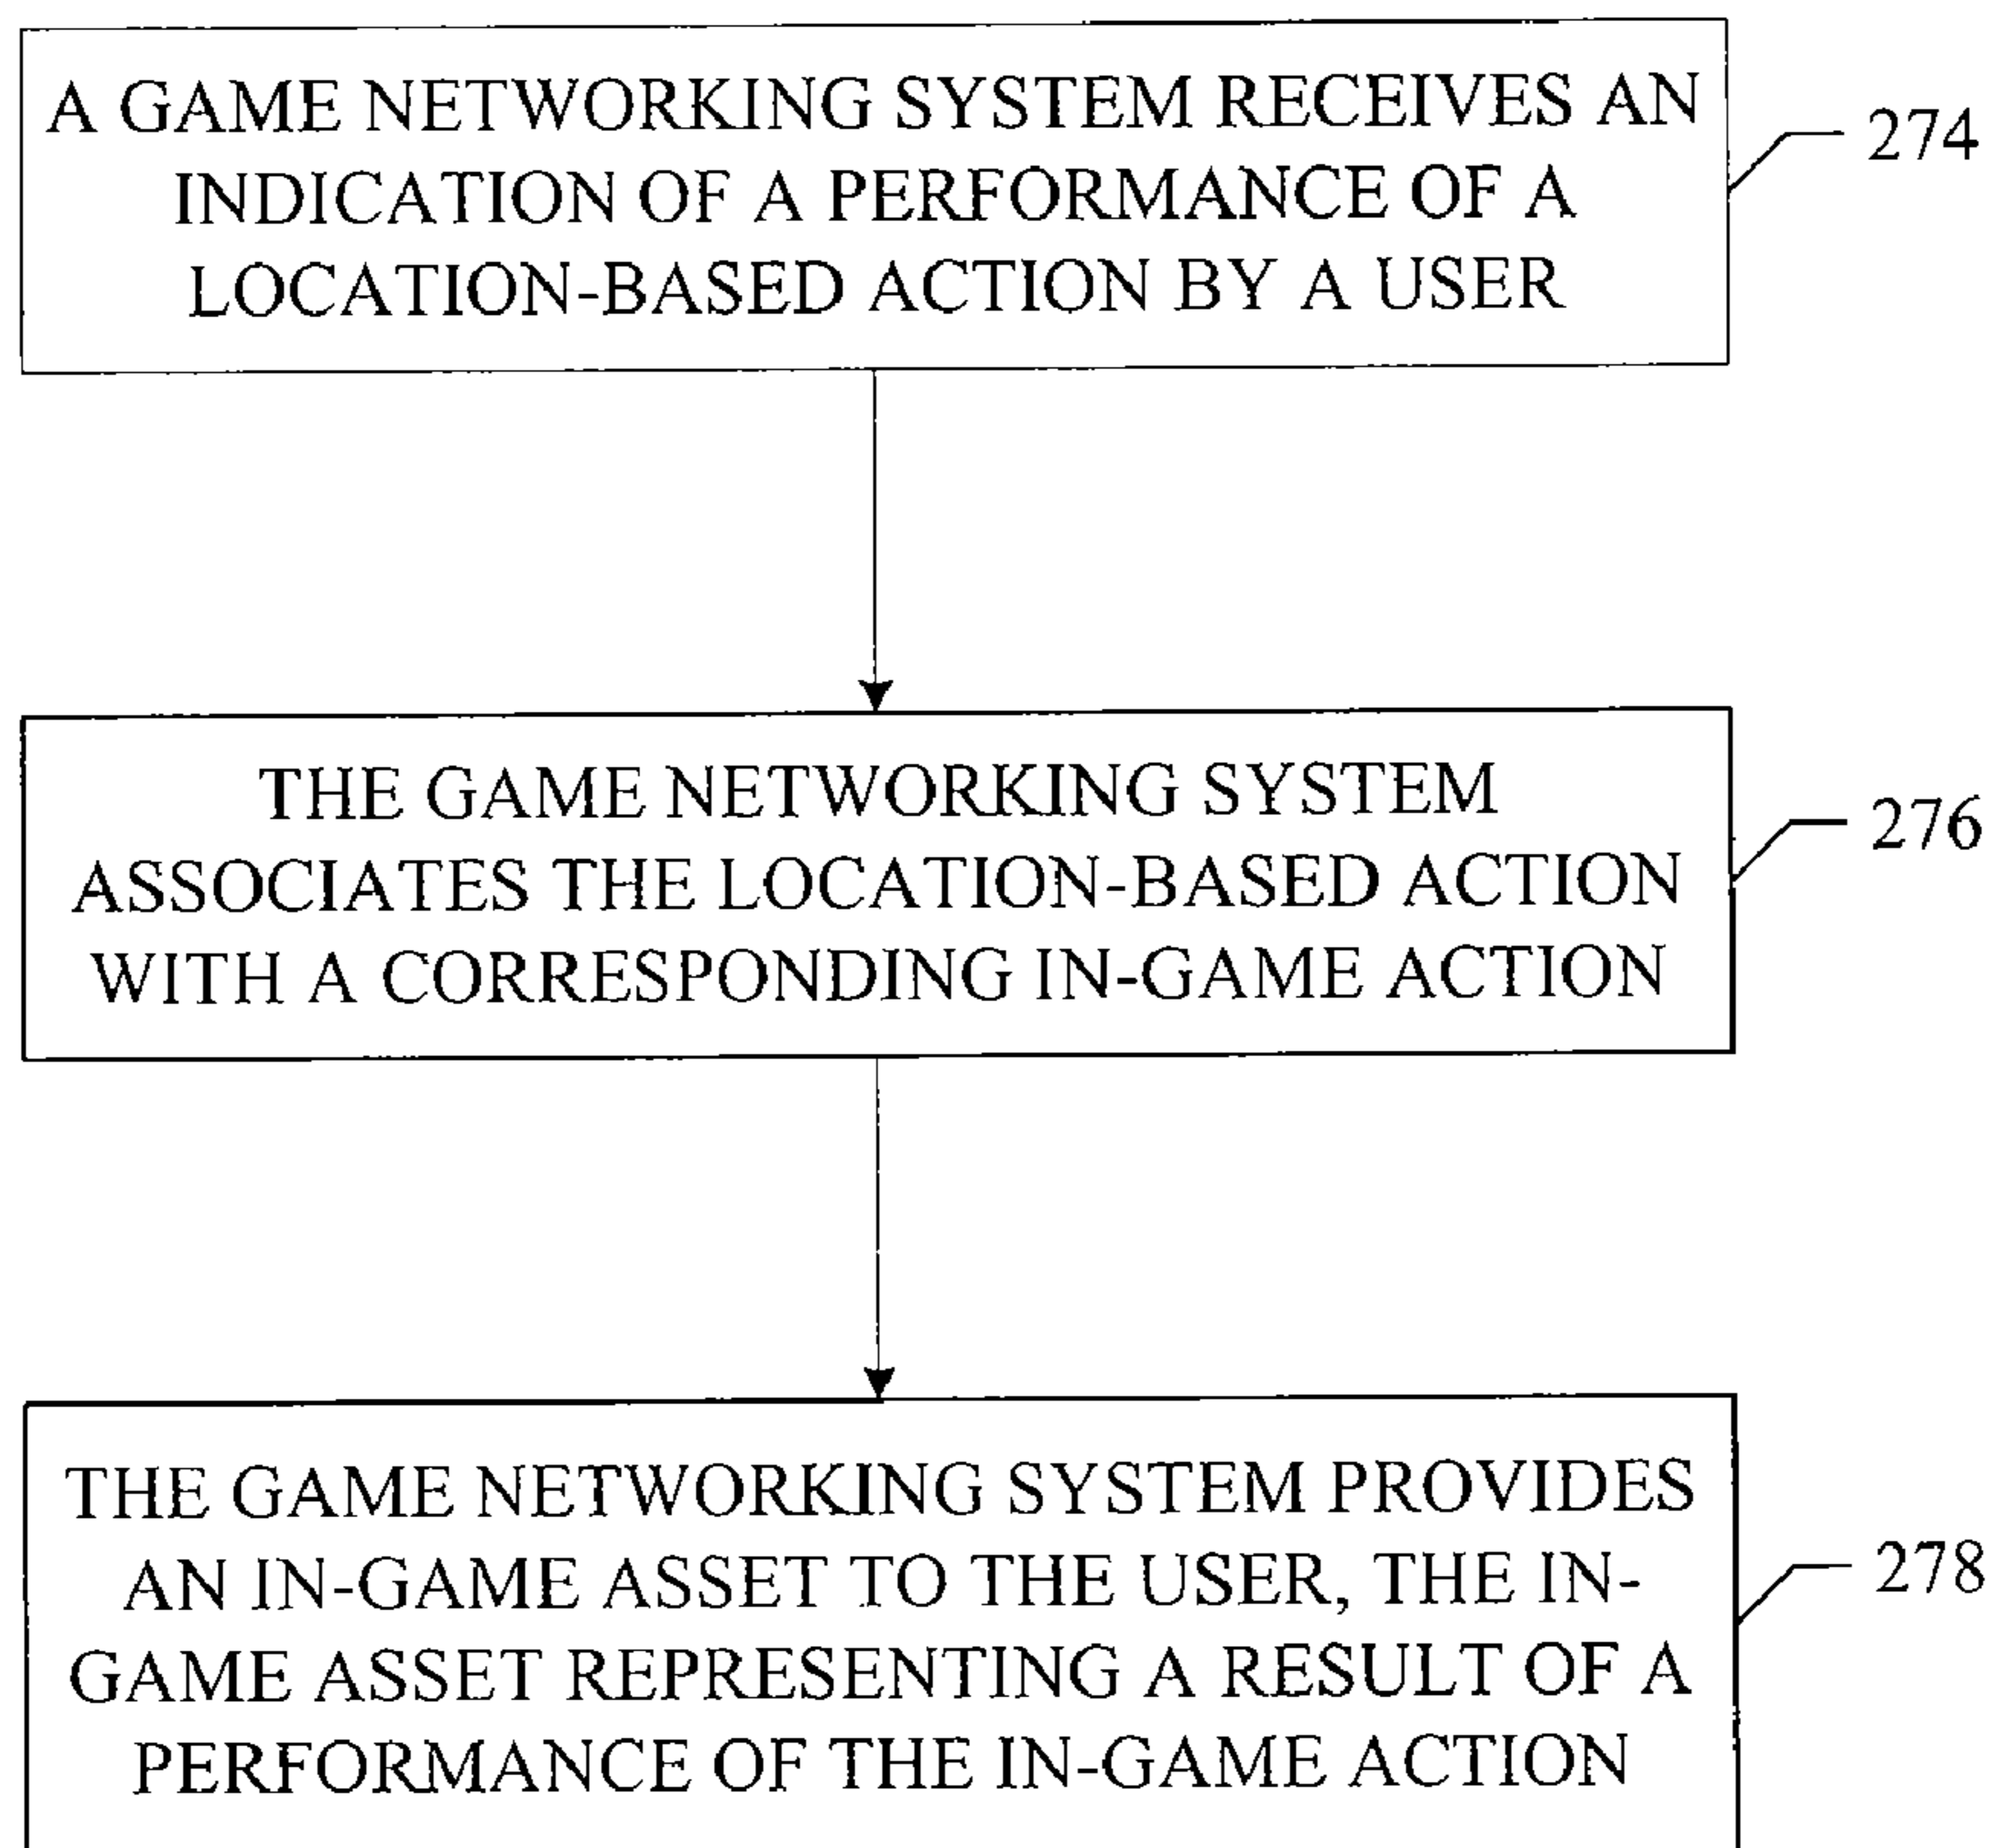 A GAME NETWORKING SYSTEM RECEIVES AN
INDICATION OF A PERFORMANCE OF A
LOCATION-BASED ACTION BY A USER
274
THE GAME NETWORKING SYSTEM
ASSOCIATES THE LOCATION-BASED ACTION
WITH A CORRESPONDING IN-GAME ACTION
276
THE GAME NETWORKING SYSTEM PROVIDES
AN IN-GAME ASSET TO THE USER, THE IN-
GAME ASSET REPRESENTING A RESULT OF A
PERFORMANCE OF THE IN-GAME ACTION
278